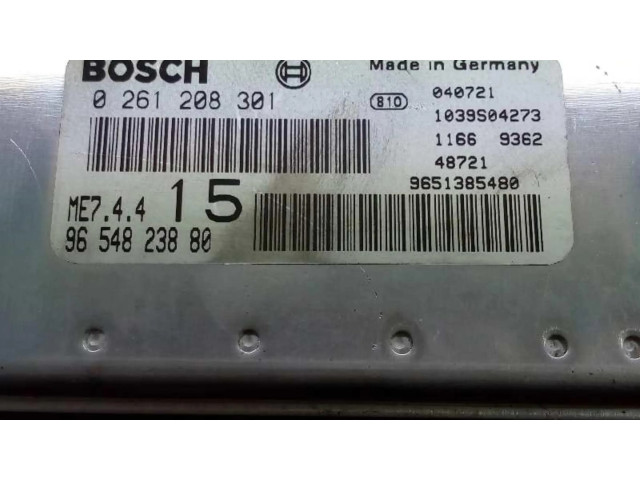 BOSCH
Made in Germany
0 261 208 301
810
040721
1039S04273
1166 9362
48721
9651385480
ME7.4.4 15
96 548 238 80